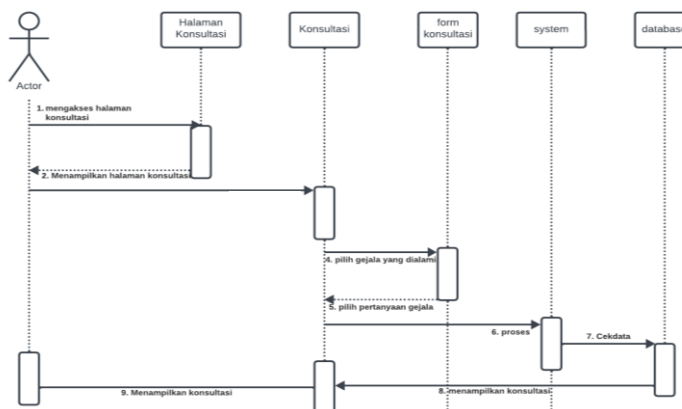 Halaman
Konsultasi
Konsultasi
form
konsultasi
system
database
Actor
1. mengakses halaman
konsultasi
2. Menampilkan halaman konsultasi
4. pilih gejala yang dialami
5. pilih pertanyaan gejala
6. proses
7. Cekdata
8. menampilkan konsultasi
9. Menampilkan konsultasi